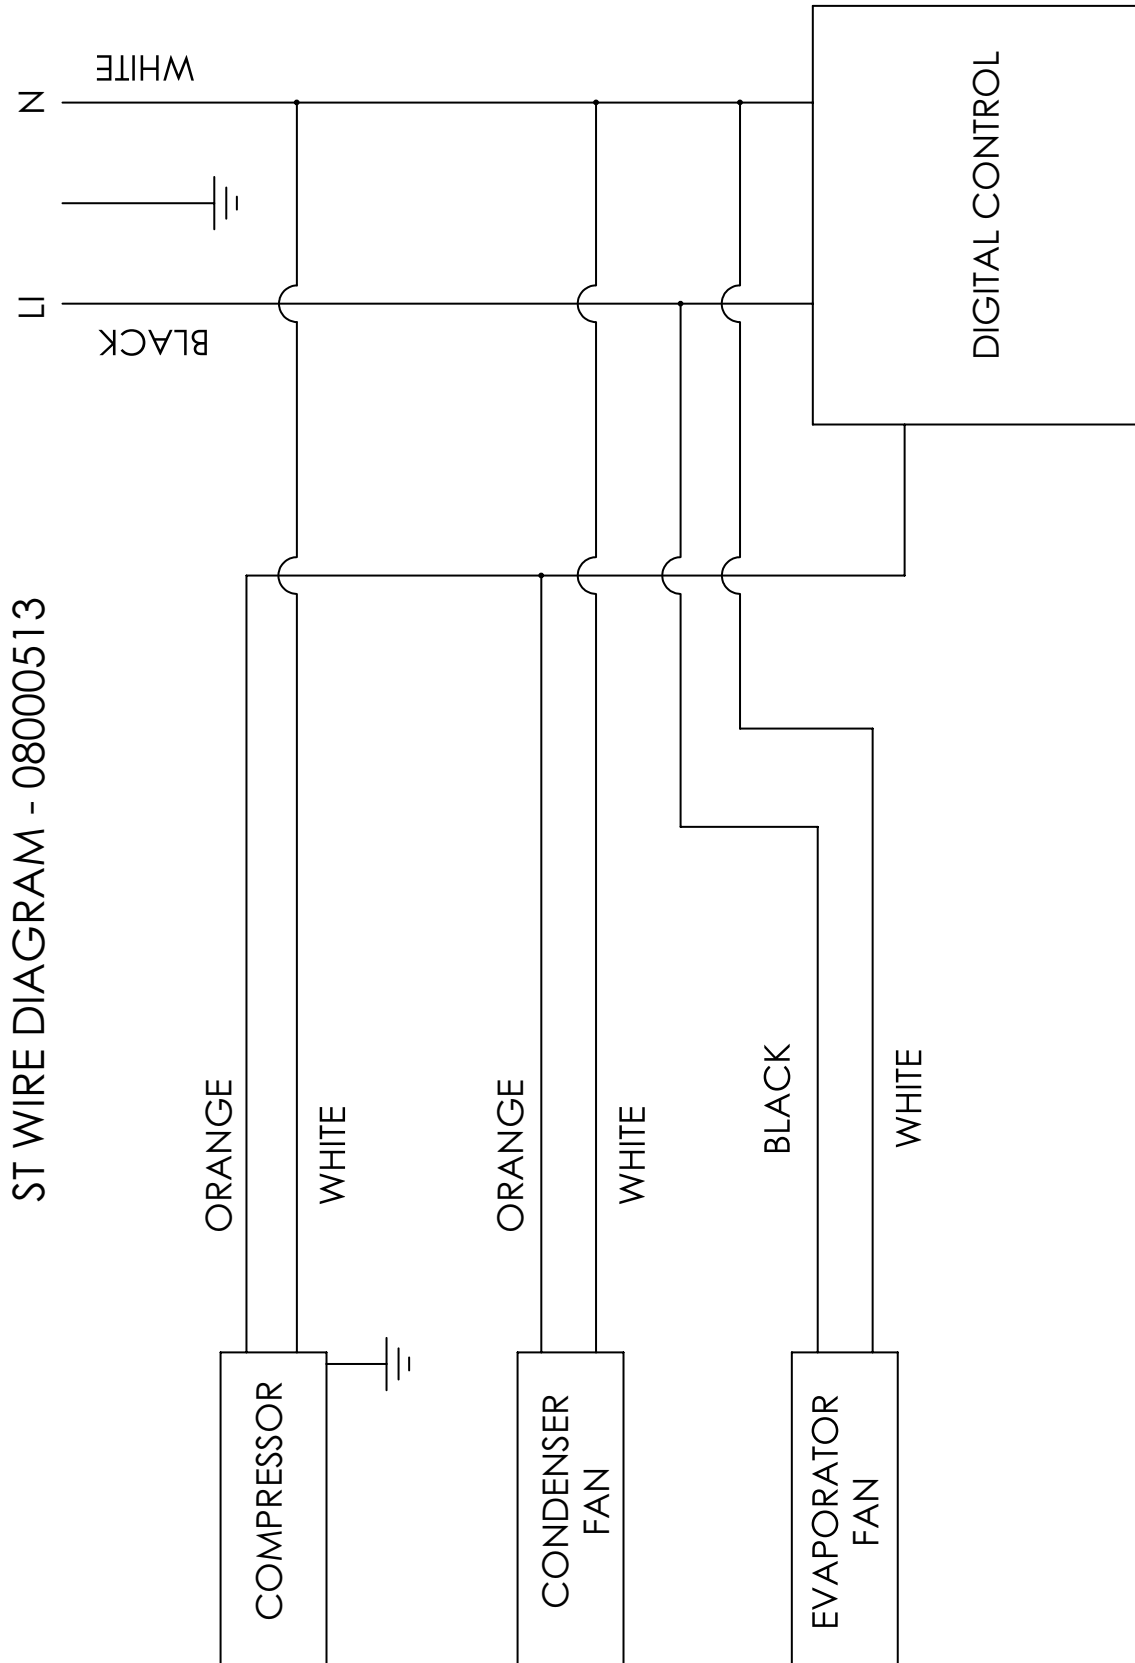 ST WIRE DIAGRAM - 08000513
LI
N
BLACK
WHITE
DIGITAL CONTROL
ORANGE
WHITE
ORANGE
WHITE
BLACK
WHITE
COMPRESSOR
CONDENSER
FAN
EVAPORATOR
FAN